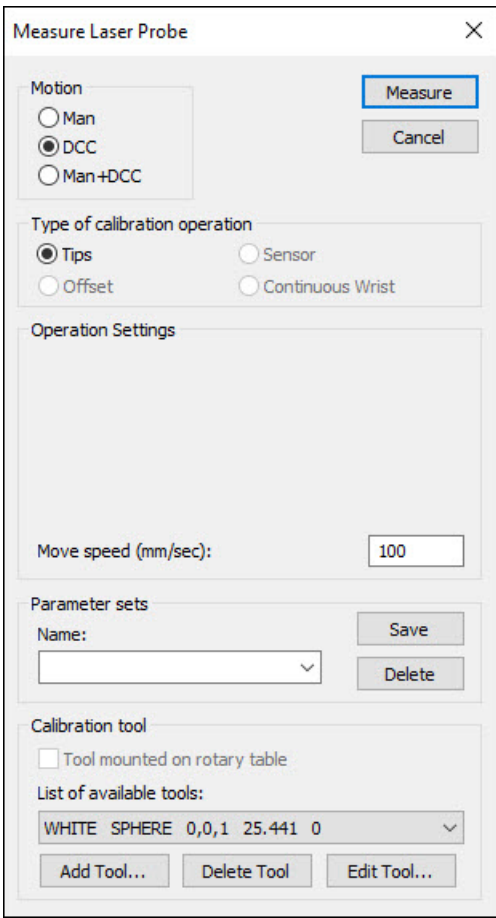 Measure Laser Probe
Motion
Man
DCC
Man+DCC
Measure
Cancel
Type of calibration operation
Tips
Sensor
Offset
Continuous Wrist
Operation Settings
Move speed (mm/sec):
100
Parameter sets
Name:
Save
Delete
Calibration tool
Tool mounted on rotary table
List of available tools:
WHITE SPHERE 0,0,1 25.441 0
Add Tool...
Delete Tool
Edit Tool...